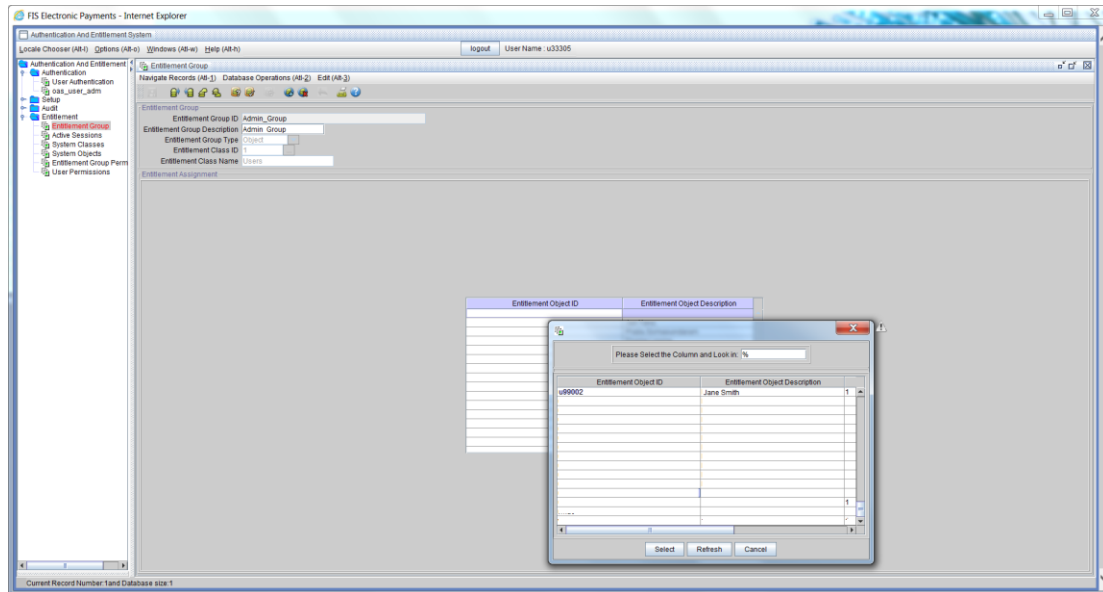 FIS Electronic Payments - Internet Explorer
Authentication And Entitlement System
Locale Chooser (Alt-l) Options (Alt-o) Windows (Alt-w) Help (Alt-h)
logout User Name : u33305
Authentication And Entitlement
Authentication
User Authentication
oas_user_adm
Setup
Audit
Entitlement
Entitlement Group
Active Sessions
System Classes
System Objects
Entitlement Group Perm
User Permissions
Entitlement Group
Navigate Records (Alt-1) Database Operations (Alt-2) Edit (Alt-3)
Entitlement Group
Entitlement Group ID Admin_Group
Entitlement Group Description Admin Group
Entitlement Group Type Object
Entitlement Class ID 1
Entitlement Class Name Users
Entitlement Assignment
Entitlement Object ID Entitlement Object Description
Please Select the Column and Look in: %
Entitlement Object ID Entitlement Object Description
u99002 Jane Smith 1
1
Select Refresh Cancel
Current Record Number:1and Database size:1